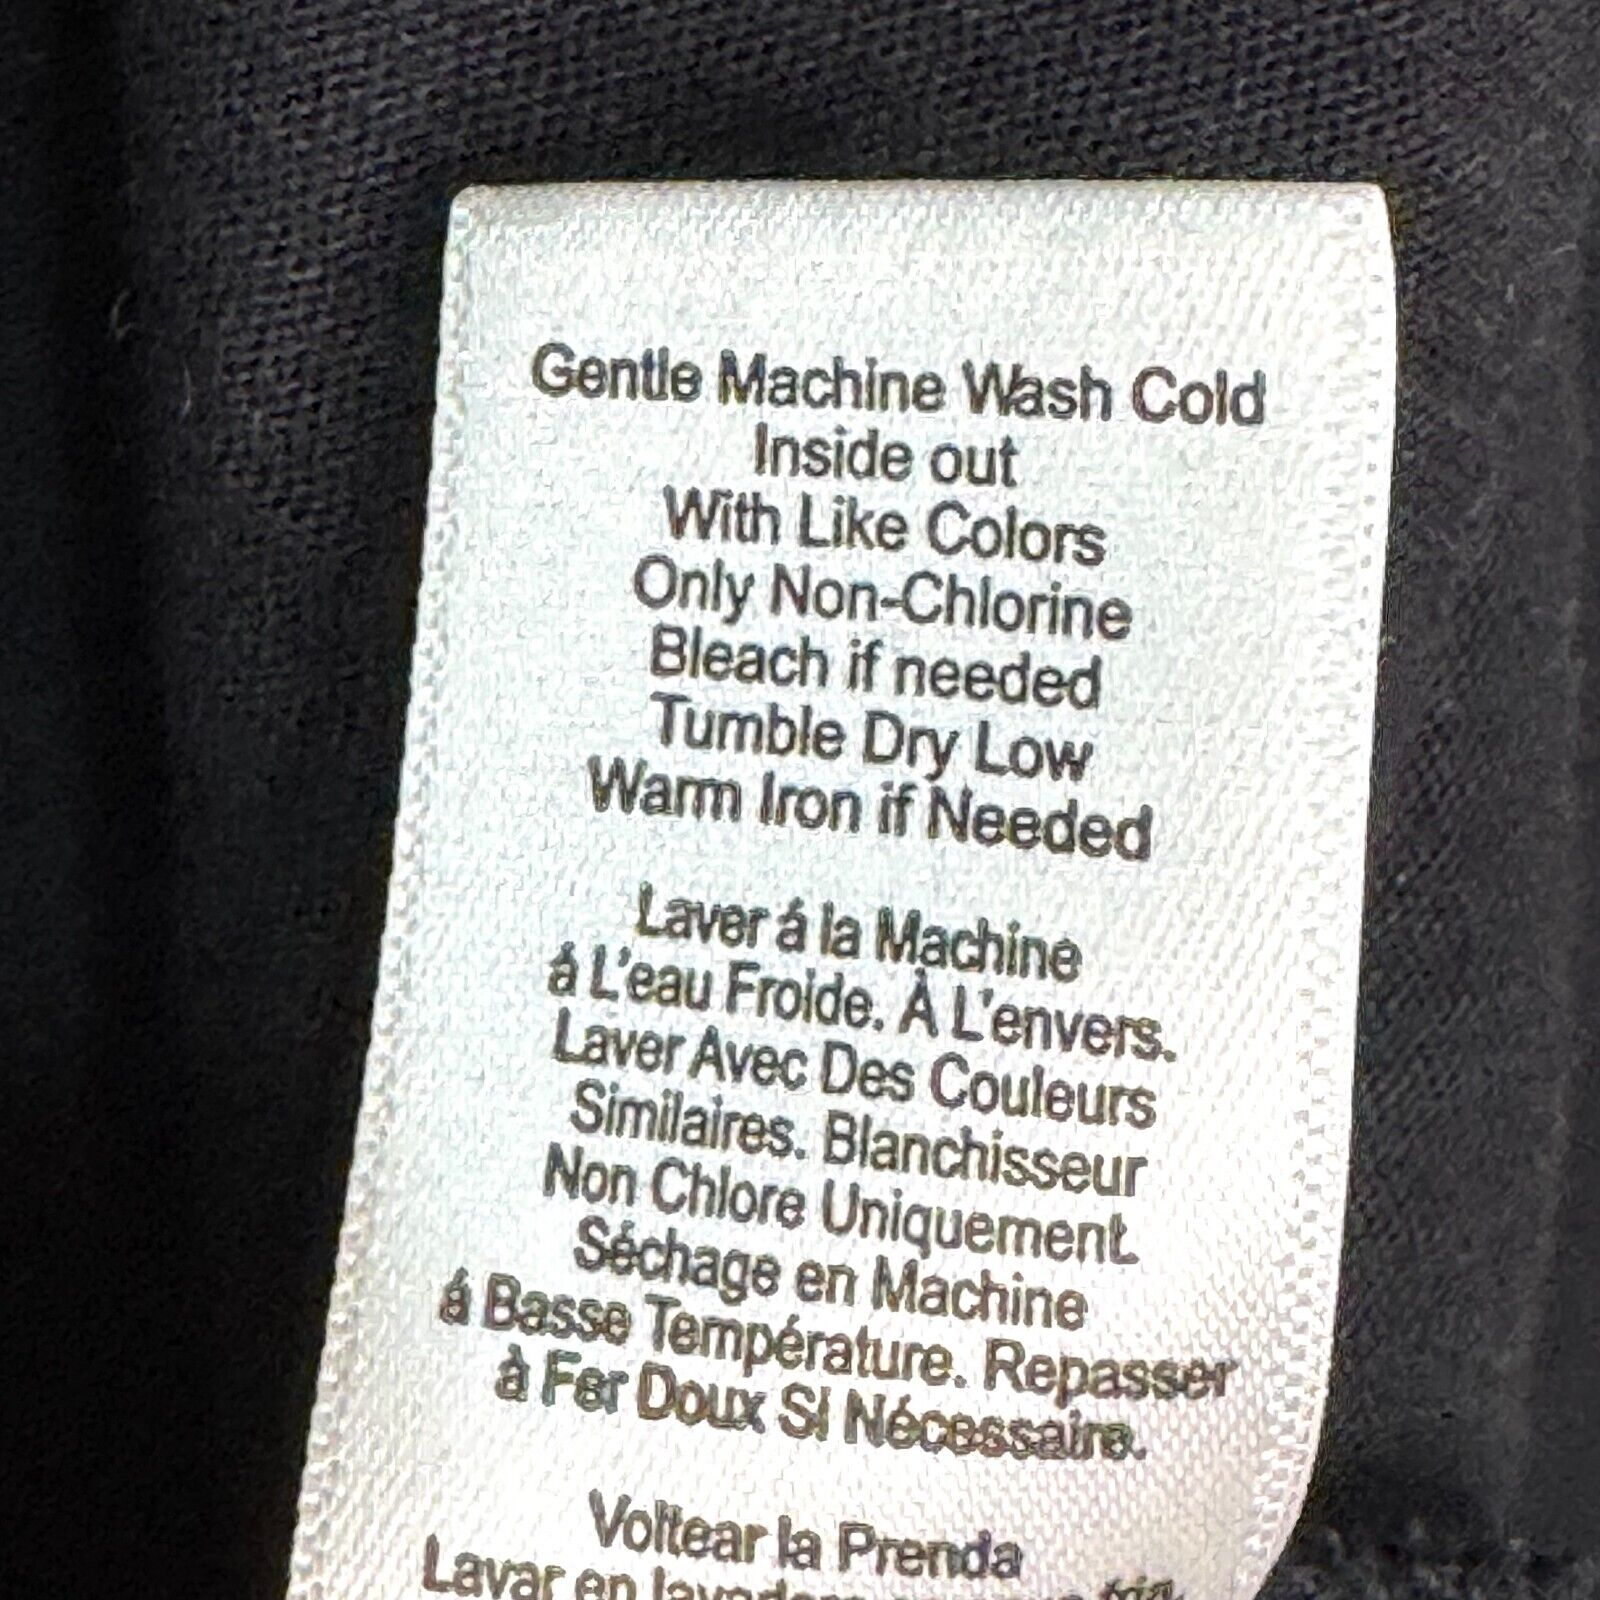 Gentle Machine Wash Cold
Inside out
With Like Colors
Only Non-Chlorine
Bleach if needed
Tumble Dry Low
Warm Iron if Needed
Laver á la Machine
á L'eau Froide. À L'envers.
Laver Avec Des Couleurs
Similaires. Blanchisseur
Non Chlore Uniquement.
Séchage en Machine
á Basse Température. Repasser
à Fer Doux Si Nécessaire.
Voltear la Prenda
Lavar en